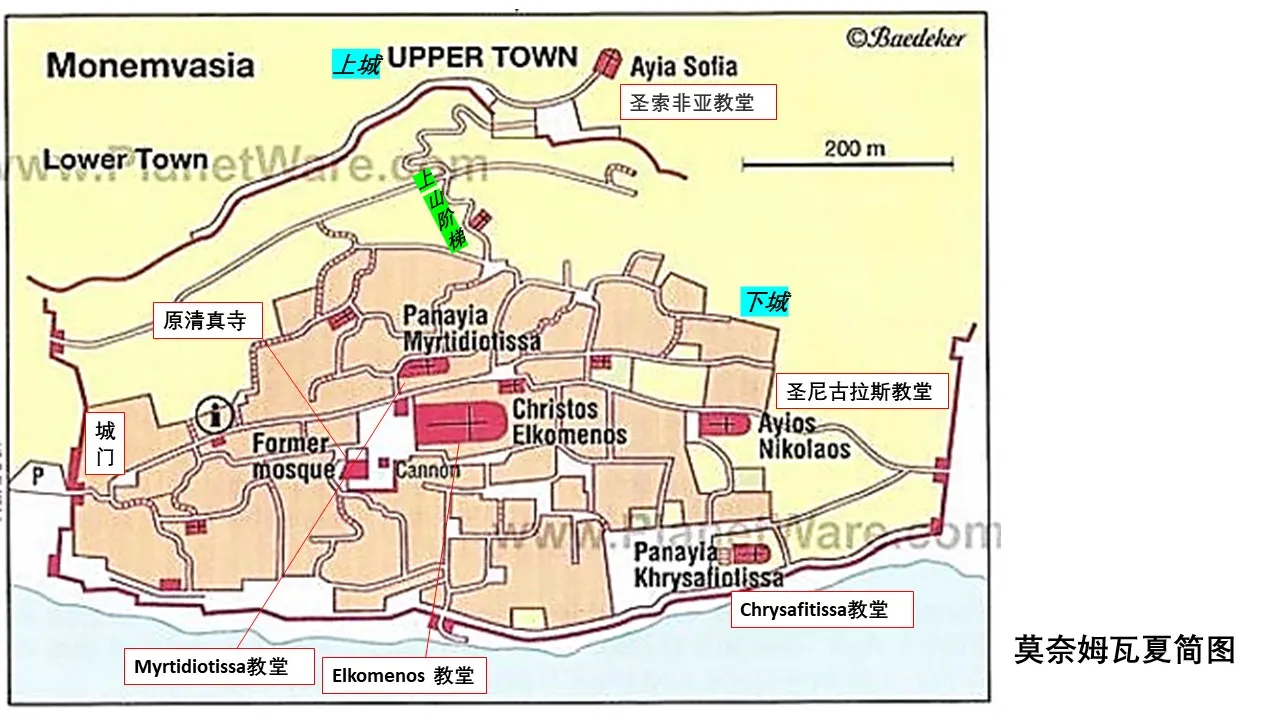 ©Baedeker
Monemvasia
上城
UPPER TOWN
Ayia Sofia
圣索非亚教堂
Lower Town
200 m
www.PlanetWare.com
上山阶梯
下城
原清真寺
Panayia
Myrtidiotissa
圣尼古拉斯教堂
i
城门
Christos
Elkomenos
Ayios
Nikolaos
Former
mosque
Cannon
P
www.PlanetWare.com
Panayia
Khrysafiotissa
Chrysafitissa教堂
Myrtidiotissa教堂
Elkomenos 教堂
莫奈姆瓦夏简图